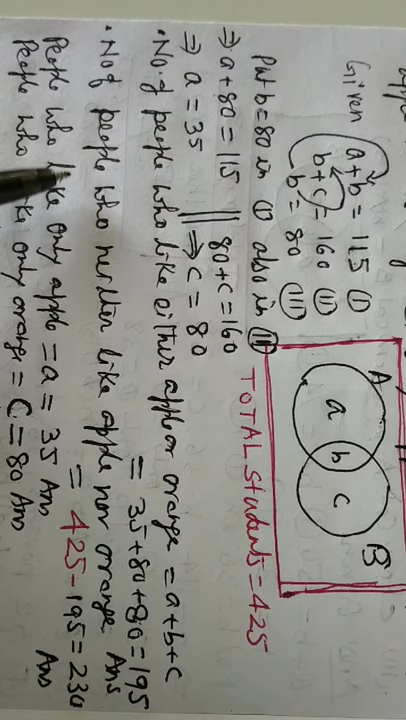 Given a+b = 115 (I)
b+c = 160 (II)
b = 80 (III)
A
a
b
c
B
Put b=80 in (I) also in (II)
TOTAL Students = 425
⇒ a+80 = 115 || 80+c=160
⇒ a = 35 || ⇒ c = 80
• No. of people who like either apple or orange = a+b+c
= 35+80+80=195 Ans
• No of people who neither like apple nor orange
= 425-195=230 Ans
People who like only apple = a = 35 Ans
People who only orange = C = 80 Ans